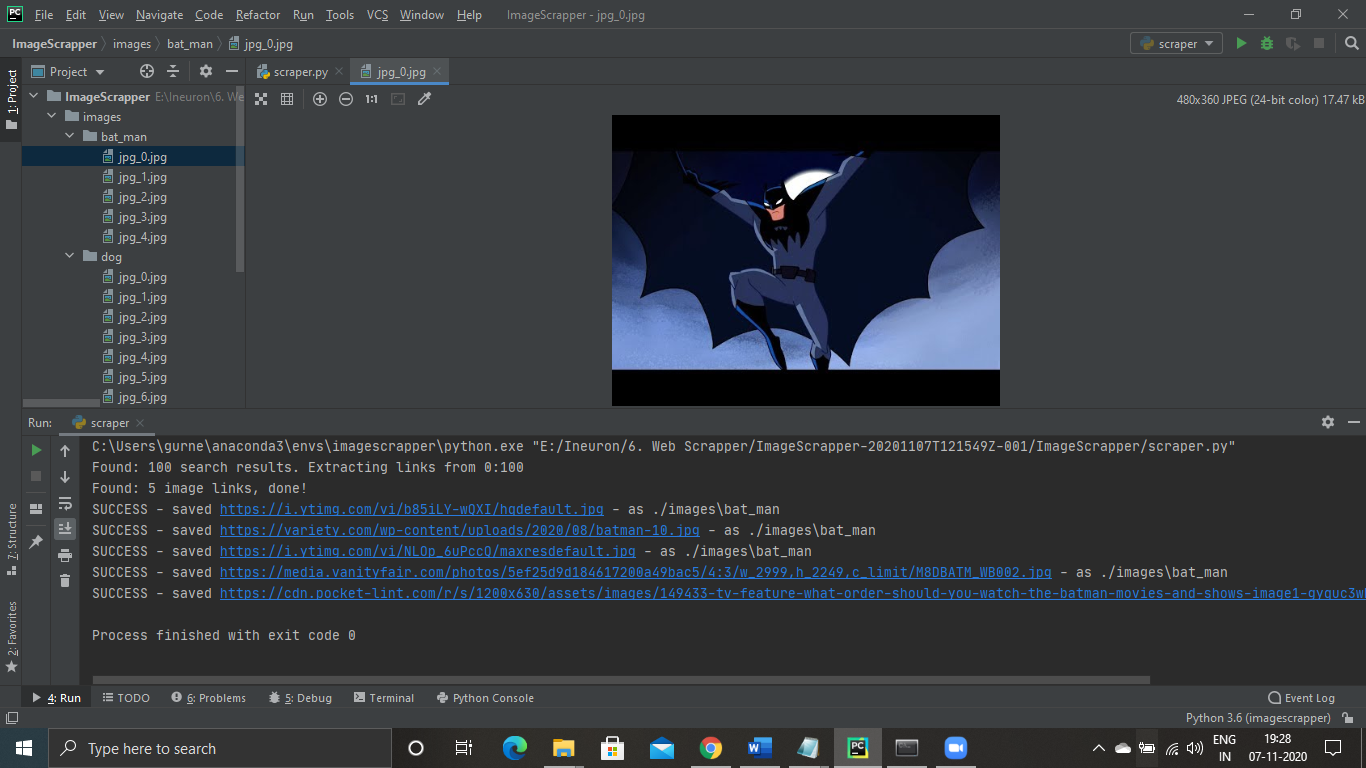 PC File Edit View Navigate Code Refactor Run Tools VCS Window Help ImageScrapper - jpg_0.jpg
ImageScrapper images bat_man jpg_0.jpg scraper
Project scraper.py jpg_0.jpg
1: Project
ImageScrapper E:\Ineuron\6. We
1:1 480x360 JPEG (24-bit color) 17.47 kB
images
bat_man
jpg_0.jpg
jpg_1.jpg
jpg_2.jpg
jpg_3.jpg
jpg_4.jpg
dog
jpg_0.jpg
jpg_1.jpg
jpg_2.jpg
jpg_3.jpg
jpg_4.jpg
jpg_5.jpg
jpg_6.jpg
Run: scraper
C:\Users\gurne\anaconda3\envs\imagescrapper\python.exe "E:/Ineuron/6. Web Scrapper/ImageScrapper-20201107T121549Z-001/ImageScrapper/scraper.py"
Found: 100 search results. Extracting links from 0:100
Found: 5 image links, done!
SUCCESS - saved https://i.ytimg.com/vi/b85iLY-wQXI/hqdefault.jpg - as ./images\bat_man
SUCCESS - saved https://variety.com/wp-content/uploads/2020/08/batman-10.jpg - as ./images\bat_man
SUCCESS - saved https://i.ytimg.com/vi/NLOp_6uPccQ/maxresdefault.jpg - as ./images\bat_man
SUCCESS - saved https://media.vanityfair.com/photos/5ef25d9d184617200a49bac5/4:3/w_2999,h_2249,c_limit/M8DBATM_WB002.jpg - as ./images\bat_man
SUCCESS - saved https://cdn.pocket-lint.com/r/s/1200x630/assets/images/149433-tv-feature-what-order-should-you-watch-the-batman-movies-and-shows-image1-qyguc3w
Process finished with exit code 0
7: Structure
2: Favorites
4: Run TODO 6: Problems 5: Debug Terminal Python Console Event Log
Python 3.6 (imagescrapper)
Type here to search
PC
ENG
IN
19:28
07-11-2020